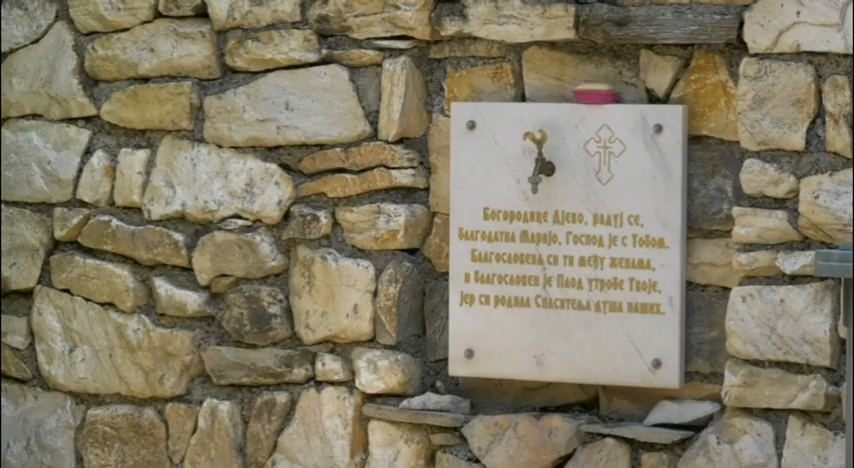 Богородице Дјево, радуј се,
благодатна Маријо, Господ је с Тобом.
Благословена си ти међу женама,
и благословен је Плод утробе Твоје,
јер си родила Спаситеља душа наших.